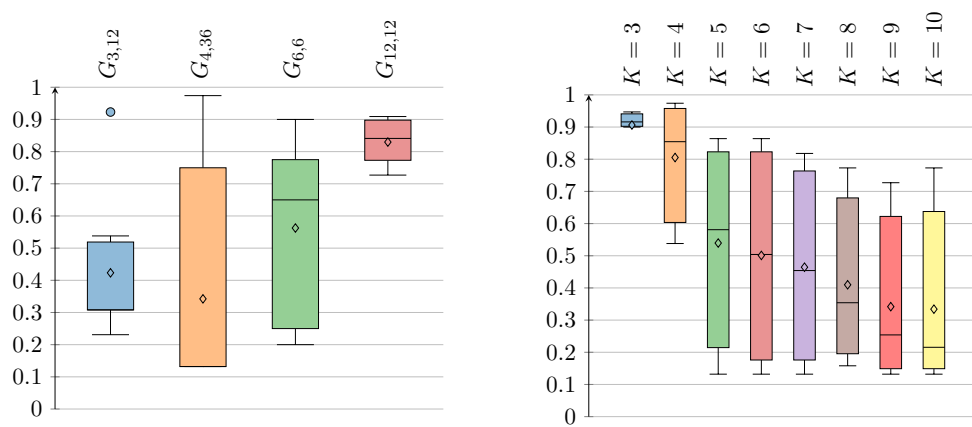 G3,12
G4,36
G6,6
G12,12
1
0.9
0.8
0.7
0.6
0.5
0.4
0.3
0.2
0.1
0
K = 3
K = 4
K = 5
K = 6
K = 7
K = 8
K = 9
K = 10
1
0.9
0.8
0.7
0.6
0.5
0.4
0.3
0.2
0.1
0